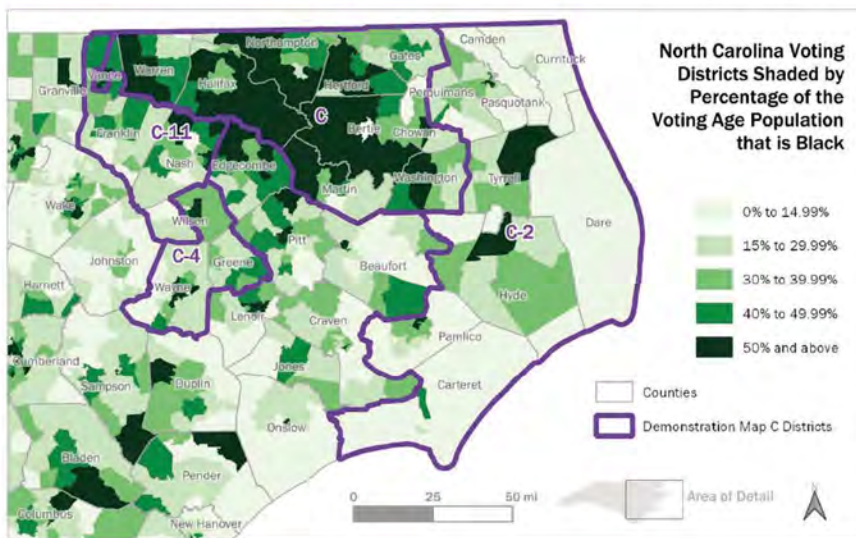 North Carolina Voting
Districts Shaded by
Percentage of the
Voting Age Population
that is Black
0% to 14.99%
15% to 29.99%
30% to 39.99%
40% to 49.99%
50% and above
Counties
Demonstration Map C Districts
Area of Detail
N
0 25 50 mi
Northampton
Camden
Gates
Currituck
Vance
Warren
Halifax
Hertford
Perquimans
Granville
Pasquotank
C
Franklin
C-11
Bertie
Chowan
Nash
Edgecombe
Martin
Washington
Tyrrell
Wake
Wilson
Dare
Pitt
C-2
C-4
Johnston
Greene
Beaufort
Wayne
Hyde
Harnett
Lenoir
Craven
Pamlico
Cumberland
Jones
Sampson
Duplin
Carteret
Onslow
Bladen
Pender
Columbus
New Hanover